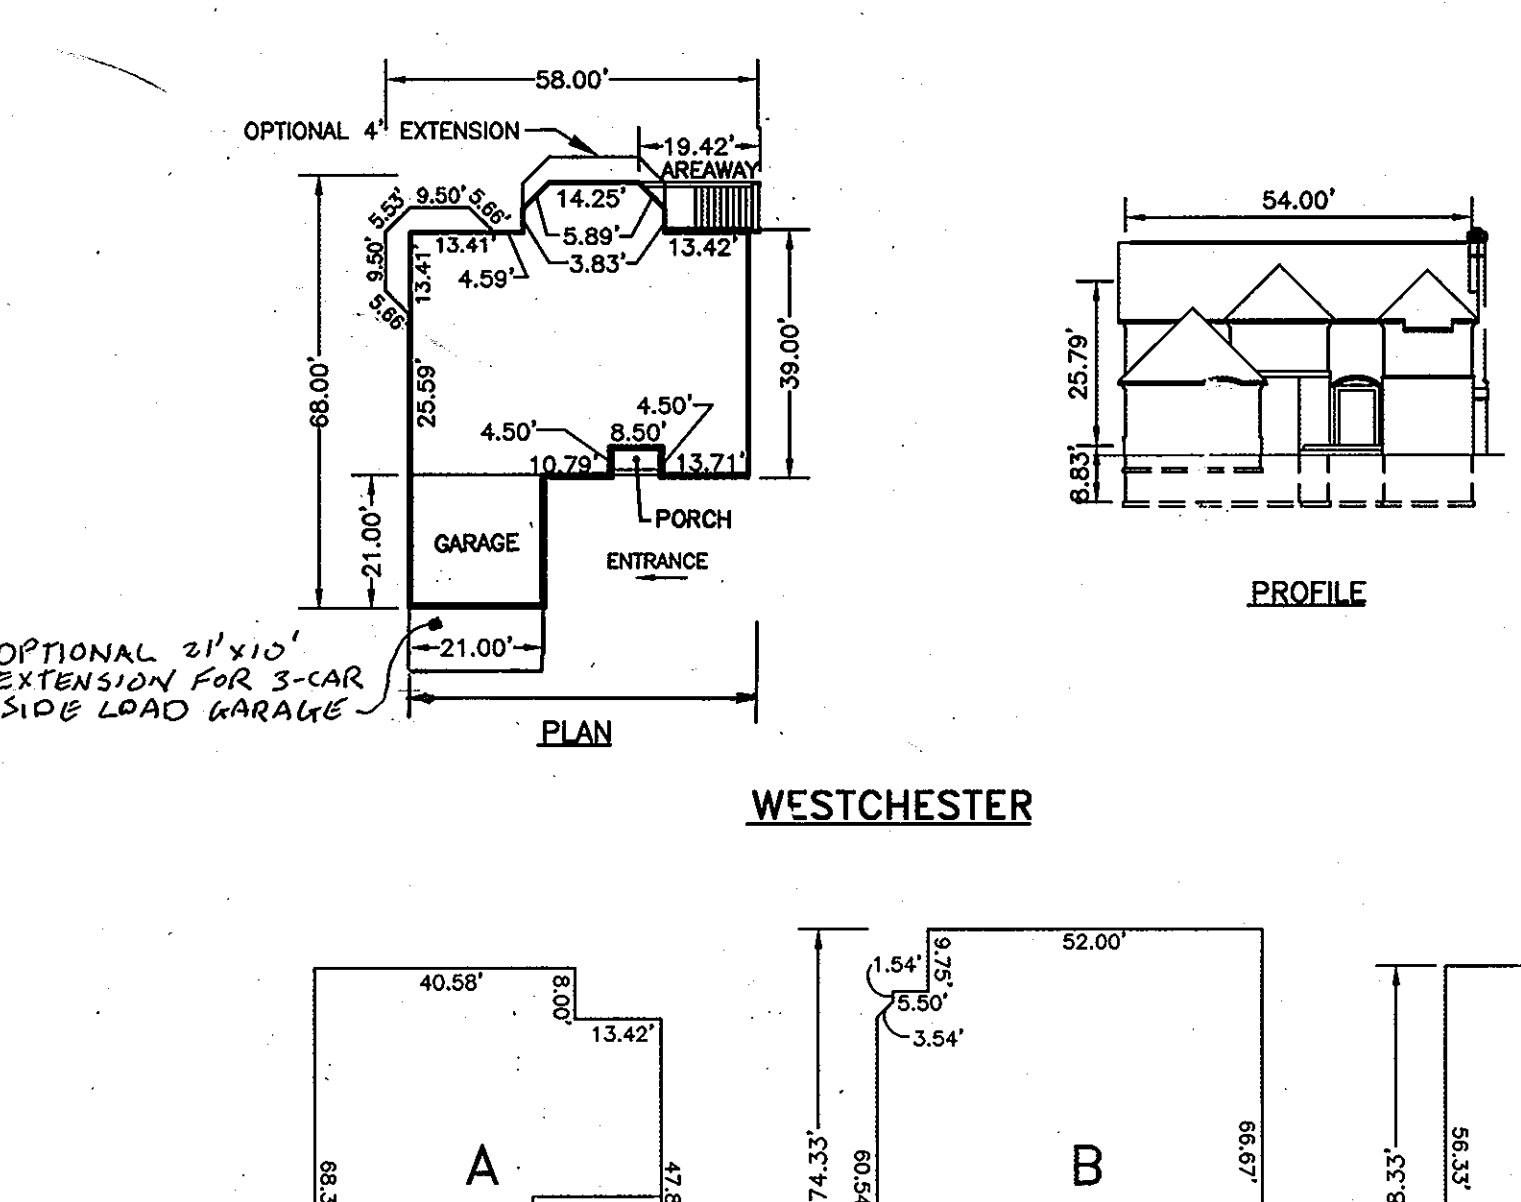 58.00'
OPTIONAL 4' EXTENSION
19.42'
AREAWAY
5.53'
9.50'
5.66'
14.25'
5.89'
3.83'
13.41'
4.59'
13.42'
9.50'
13.41'
5.66'
68.00'
25.59'
39.00'
4.50'
4.50'
8.50'
10.79'
13.71'
PORCH
GARAGE
21.00'
ENTRANCE
21.00'
OPTIONAL 21'x10'
EXTENSION FOR 3-CAR
SIDE LOAD GARAGE
PLAN
54.00'
25.79'
8.83'
PROFILE
WESTCHESTER
40.58'
8.00'
13.42'
A
52.00'
9.75'
1.54'
5.50'
3.54'
74.33'
66.67'
B
56.33'